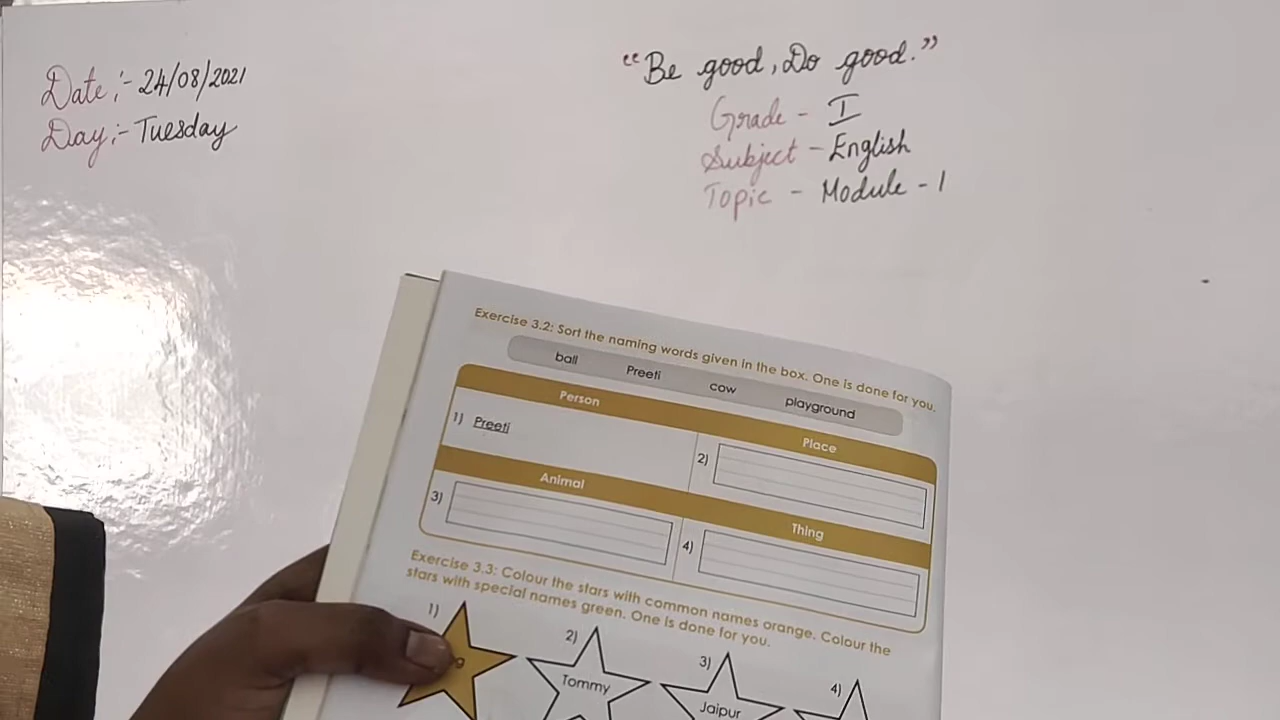 Date :- 24/08/2021
Day :- Tuesday
"Be good, Do good."
Grade - I
Subject - English
Topic - Module - 1
Exercise 3.2: Sort the naming words given in the box. One is done for you.
ball Preeti cow playground
Person Place
1) Preeti 2)
Animal Thing
3) 4)
Exercise 3.3: Colour the stars with common names orange. Colour the
stars with special names green. One is done for you.
1) 2) 3) 4)
Tommy Jaipur